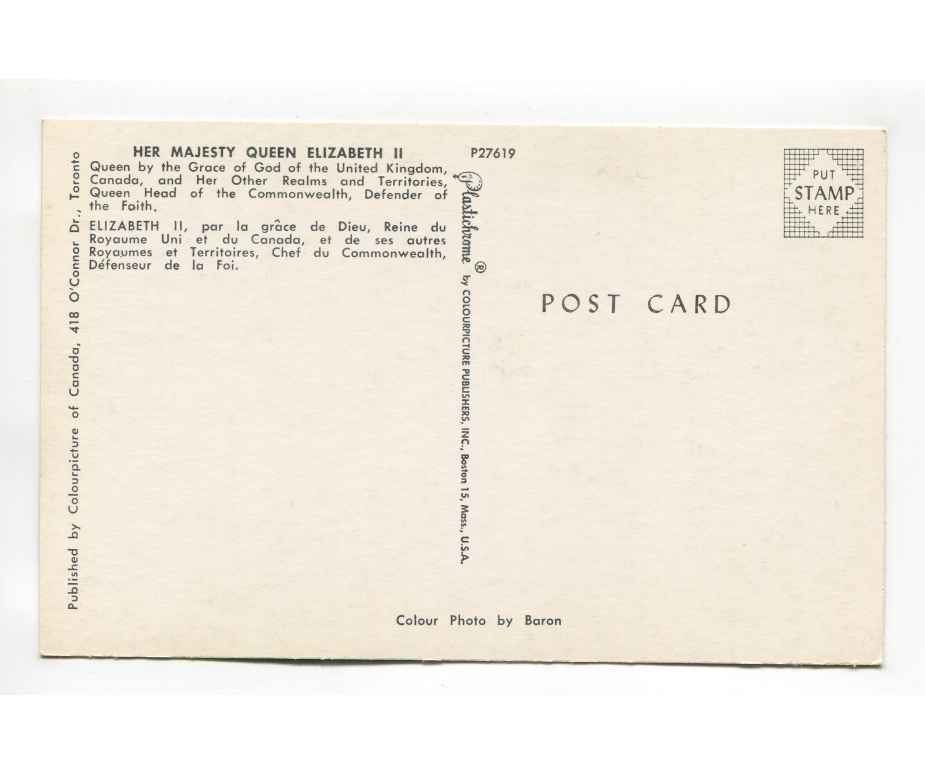 HER MAJESTY QUEEN ELIZABETH II
Queen by the Grace of God of the United Kingdom,
Canada, and Her Other Realms and Territories,
Queen Head of the Commonwealth, Defender of
the Faith.
ELIZABETH II, par la grâce de Dieu, Reine du
Royaume Uni et du Canada, et de ses autres
Royaumes et Territoires, Chef du Commonwealth,
Défenseur de la Foi.
Published by Colourpicture of Canada, 418 O'Connor Dr., Toronto
P27619
Plastichrome ® by COLOURPICTURE PUBLISHERS, INC., Boston 15, Mass., U.S.A.
PUT
STAMP
HERE
POST CARD
Colour Photo by Baron